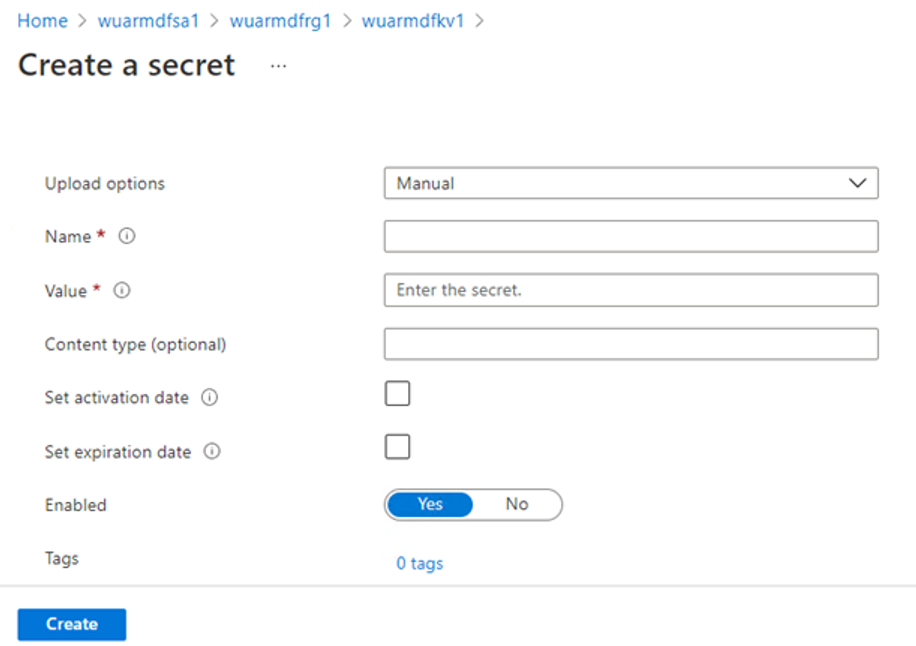 Home > wuarmdfsa1 > wuarmdfrg1 > wuarmdfkv1 >
Create a secret ...
Upload options Manual
Name *
Value * Enter the secret.
Content type (optional)
Set activation date
Set expiration date
Enabled Yes No
Tags 0 tags
Create